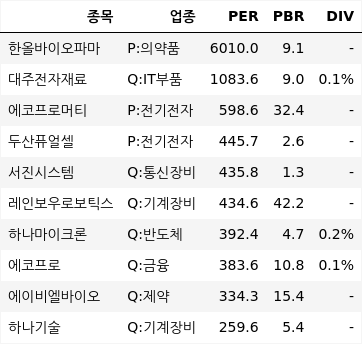 종목 업종 PER PBR DIV
한올바이오파마 P:의약품 6010.0 9.1 -
대주전자재료 Q:IT부품 1083.6 9.0 0.1%
에코프로머티 P:전기전자 598.6 32.4 -
두산퓨얼셀 P:전기전자 445.7 2.6 -
서진시스템 Q:통신장비 435.8 1.3 -
레인보우로보틱스 Q:기계장비 434.6 42.2 -
하나마이크론 Q:반도체 392.4 4.7 0.2%
에코프로 Q:금융 383.6 10.8 0.1%
에이비엘바이오 Q:제약 334.3 15.4 -
하나기술 Q:기계장비 259.6 5.4 -